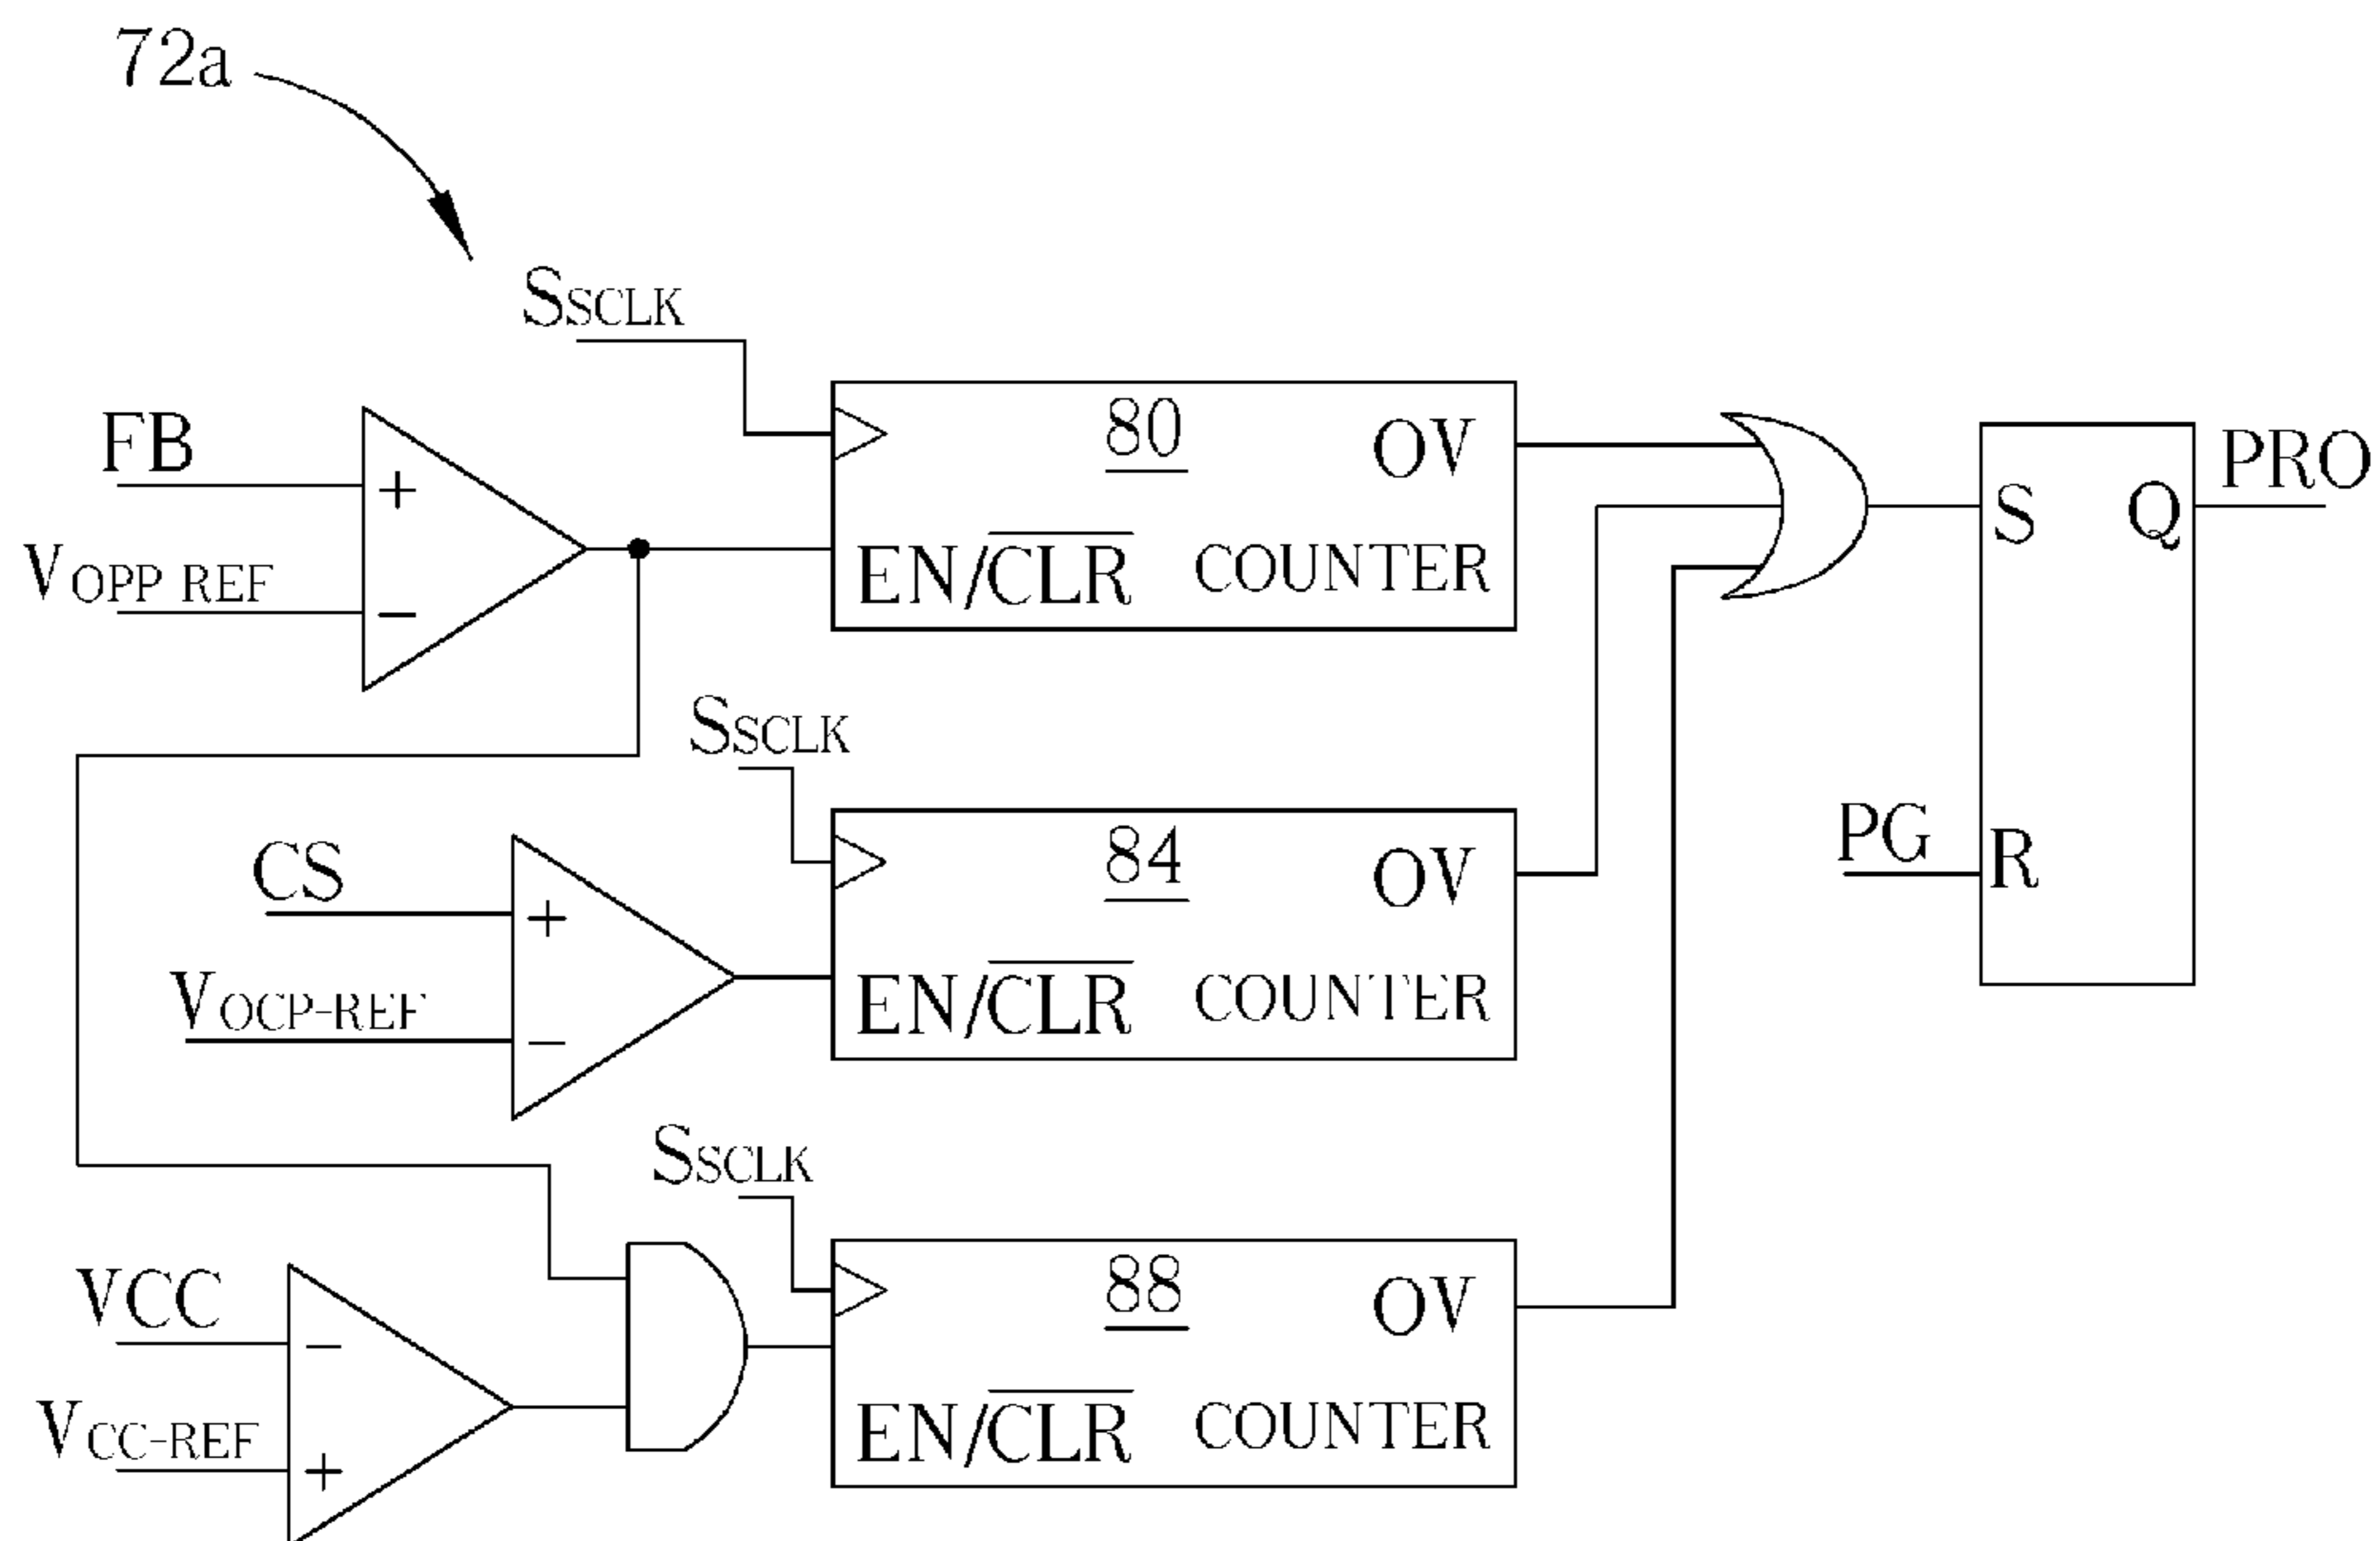 72a
SSCLK
FB
+
VOPP REF
−
80
OV
EN/CLR COUNTER
S
Q
PRO
SSCLK
CS
+
VOCP-REF
−
84
OV
EN/CLR COUNTER
PG
R
SSCLK
VCC
−
VCC-REF
+
88
OV
EN/CLR COUNTER